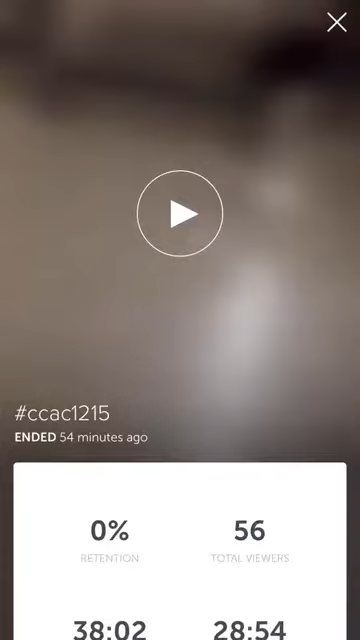 #ccac1215
ENDED 54 minutes ago
0% 56
RETENTION TOTAL VIEWERS
38:02 28:54